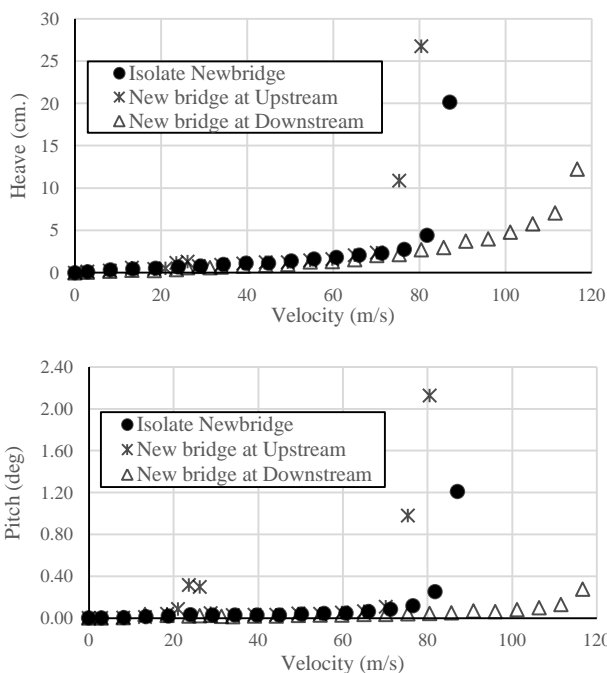 30
25
20
15
10
5
0
Heave (cm.)
Isolate Newbridge
New bridge at Upstream
New bridge at Downstream
0 20 40 60 80 100 120
Velocity (m/s)
2.40
2.00
1.60
1.20
0.80
0.40
0.00
Pitch (deg)
Isolate Newbridge
New bridge at Upstream
New bridge at Downstream
0 20 40 60 80 100 120
Velocity (m/s)